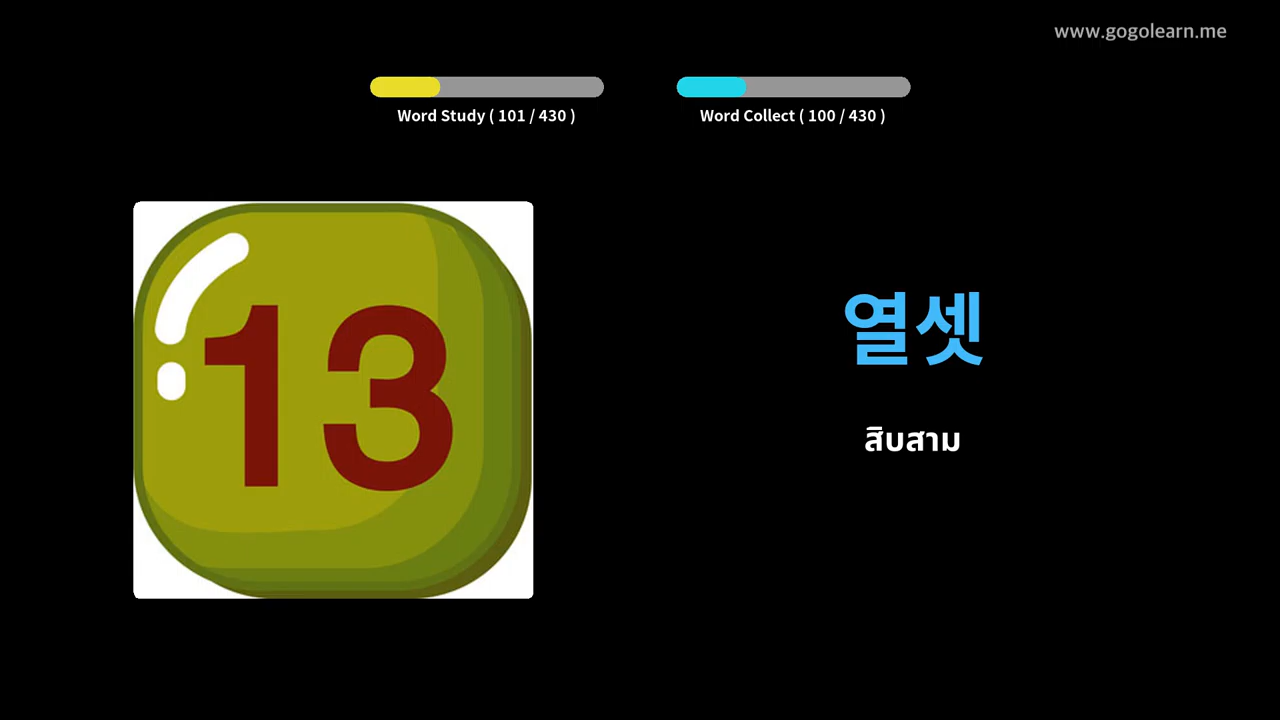 www.gogolearn.me
Word Study ( 101 / 430 )
Word Collect ( 100 / 430 )
13
열셋
สิบสาม